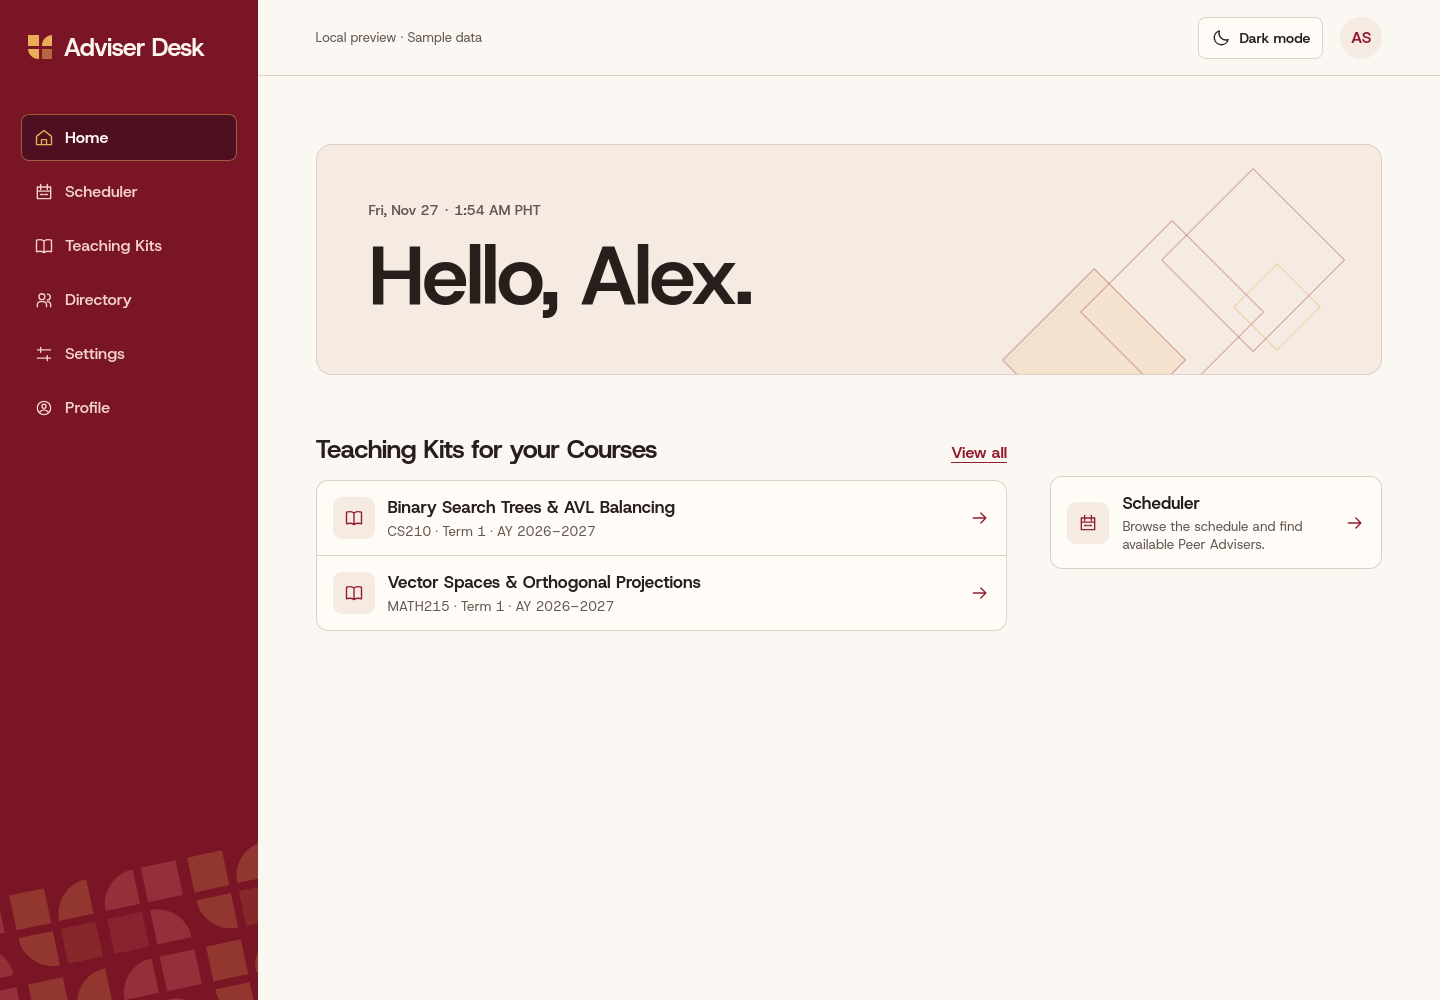 Adviser Desk
Home
Scheduler
Teaching Kits
Directory
Settings
Profile
Local preview · Sample data
Dark mode
AS
Fri, Nov 27 · 1:54 AM PHT
Hello, Alex.
Teaching Kits for your Courses
View all
Binary Search Trees & AVL Balancing
CS210 · Term 1 · AY 2026–2027
Vector Spaces & Orthogonal Projections
MATH215 · Term 1 · AY 2026–2027
Scheduler
Browse the schedule and find
available Peer Advisers.